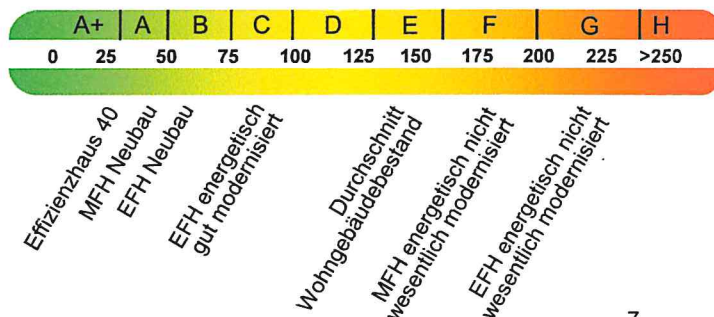 A+ A B C D E F G H
0 25 50 75 100 125 150 175 200 225 >250
Effizienzhaus 40
MFH Neubau
EFH Neubau
EFH energetisch
gut modernisiert
Durchschnitt
Wohngebäudebestand
MFH energetisch nicht
wesentlich modernisiert
EFH energetisch nicht
wesentlich modernisiert
7